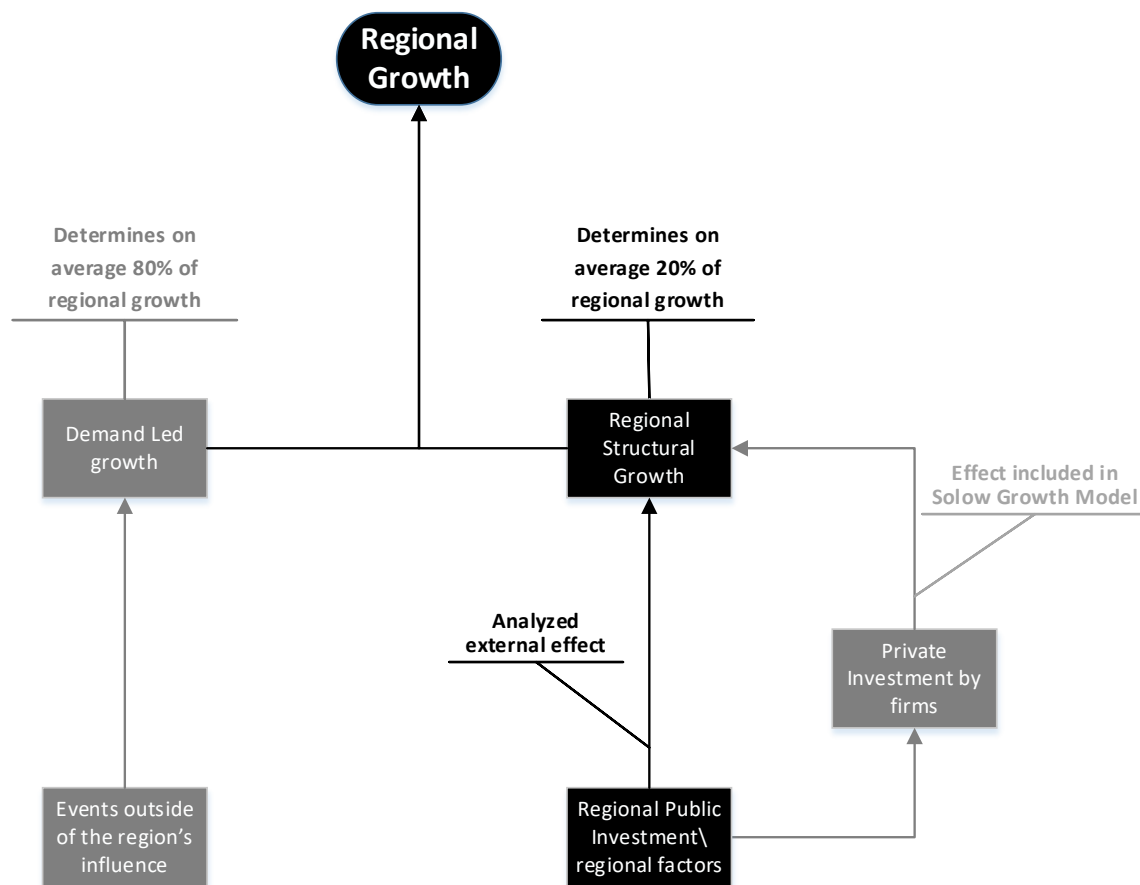 Regional
Growth
Determines on
average 80% of
regional growth
Determines on
average 20% of
regional growth
Demand Led
growth
Regional
Structural
Growth
Effect included in
Solow Growth Model
Analyzed
external effect
Private
Investment by
firms
Events outside
of the region's
influence
Regional Public
Investment\
regional factors